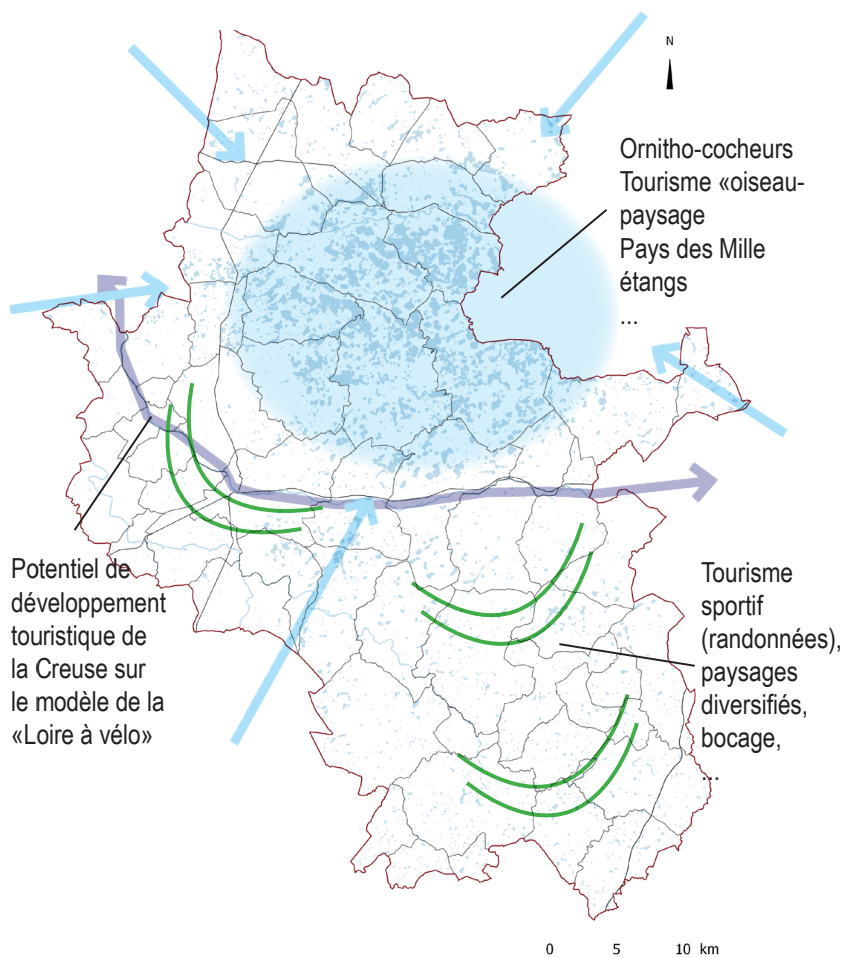 N
Ornitho-cocheurs
Tourisme «oiseau-
paysage
Pays des Mille
étangs
...
Potentiel de
développement
touristique de
la Creuse sur
le modèle de la
«Loire à vélo»
Tourisme
sportif
(randonnées),
paysages
diversifiés,
bocage,
...
0 5 10 km